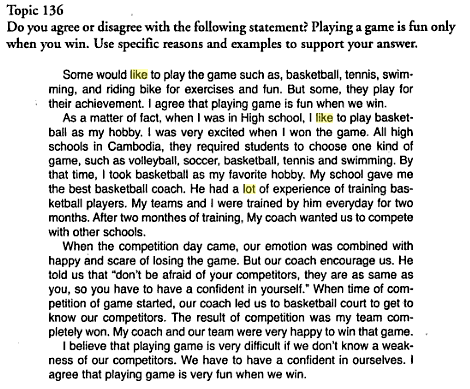 Topic 136
Do you agree or disagree with the following statement? Playing a game is fun only
when you win. Use specific reasons and examples to support your answer.
Some would like to play the game such as, basketball, tennis, swim-
ming, and riding bike for exercises and fun. But some, they play for
their achievement. I agree that playing game is fun when we win.
As a matter of fact, when I was in High school, I like to play basket-
ball as my hobby. I was very excited when I won the game. All high
schools in Cambodia, they required students to choose one kind of
game, such as volleyball, soccer, basketball, tennis and swimming. By
that time, I took basketball as my favorite hobby. My school gave me
the best basketball coach. He had a lot of experience of training bas-
ketball players. My teams and I were trained by him everyday for two
months. After two monthes of training, My coach wanted us to compete
with other schools.
When the competition day came, our emotion was combined with
happy and scare of losing the game. But our coach encourage us. He
told us that "don't be afraid of your competitors, they are as same as
you, so you have to have a confident in yourself." When time of com-
petition of game started, our coach led us to basketball court to get to
know our competitors. The result of competition was my team com-
pletely won. My coach and our team were very happy to win that game.
I believe that playing game is very difficult if we don't know a weak-
ness of our competitors. We have to have a confident in ourselves. I
agree that playing game is very fun when we win.